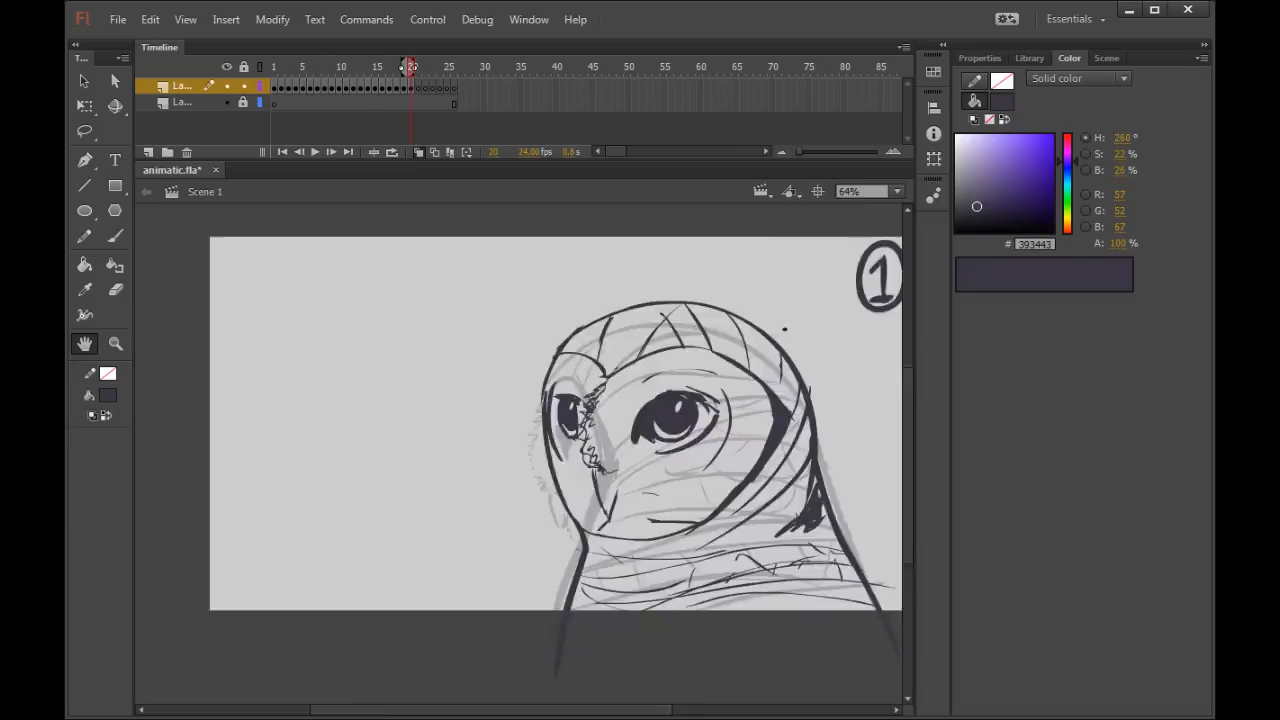 Fl File Edit View Insert Modify Text Commands Control Debug Window Help Essentials
T... Timeline
1 5 10 15 20 25 30 35 40 45 50 55 60 65 70 75 80 85
La...
La...
20 24.00 fps 0.8 s
animatic.fla*
Scene 1 64%
1
Properties Library Color Scene
Solid color
H: 260 °
S: 22 %
B: 26 %
R: 57
G: 52
B: 67
# 393443 A: 100 %